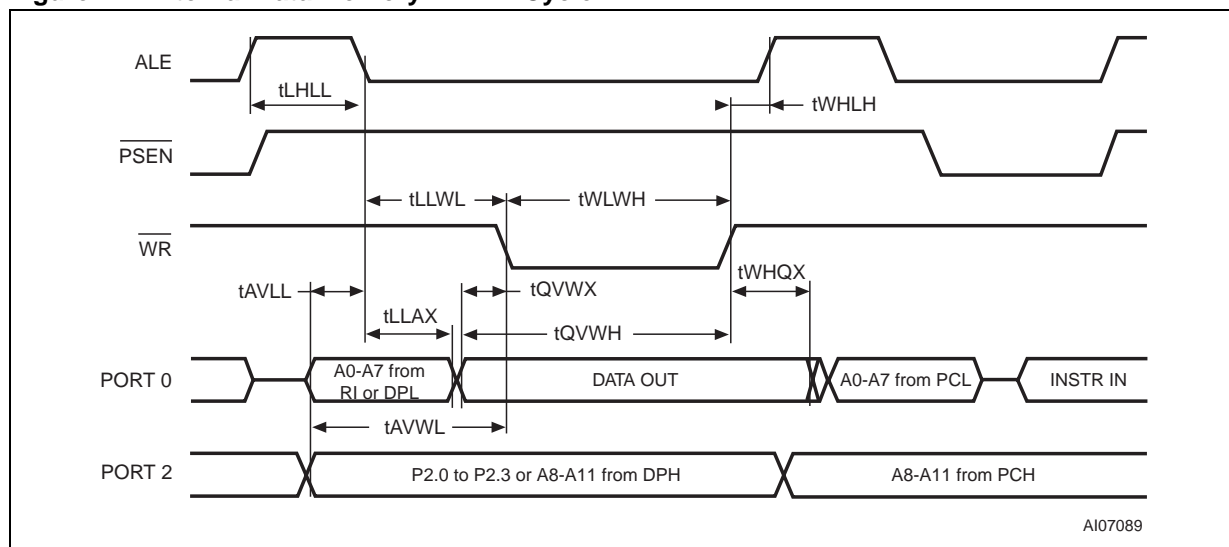 ALE
tLHLL
tWHLH
PSEN
tLLWL
tWLWH
WR
tWHQX
tAVLL
tQVWX
tLLAX
tQVWH
PORT 0
A0-A7 from
RI or DPL
DATA OUT
A0-A7 from PCL
INSTR IN
tAVWL
PORT 2
P2.0 to P2.3 or A8-A11 from DPH
A8-A11 from PCH
AI07089